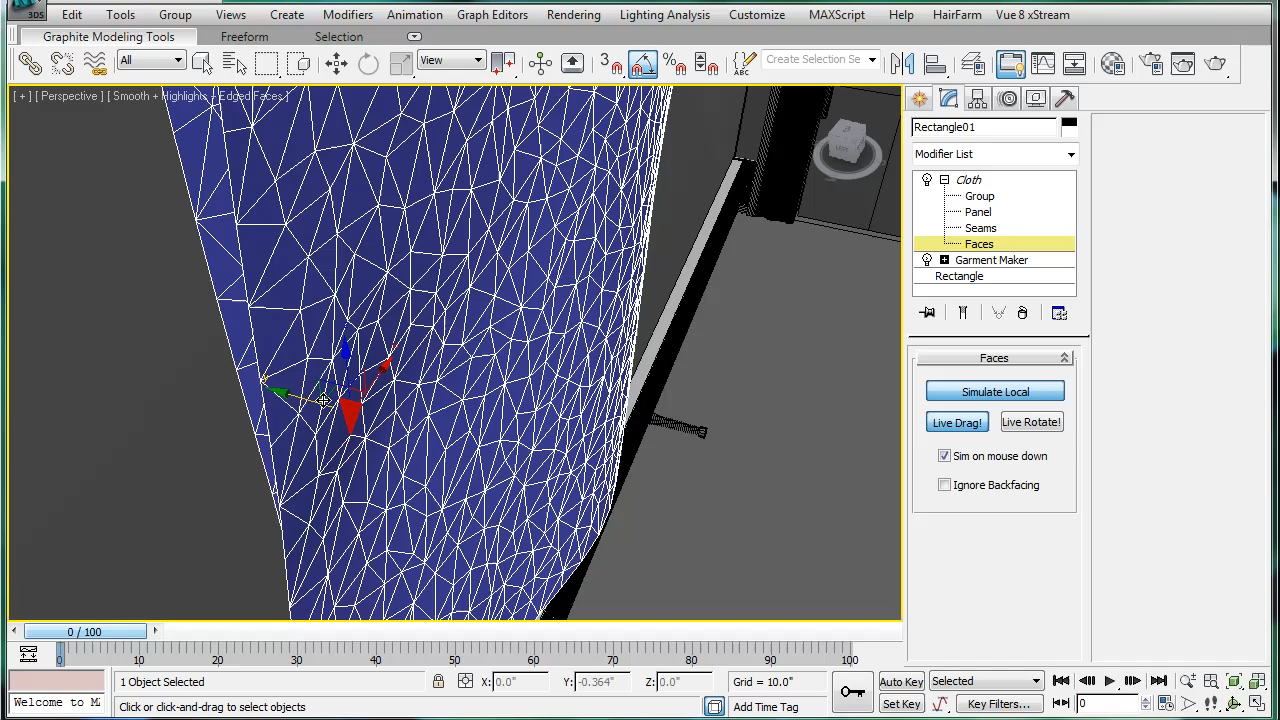 3DS Edit Tools Group Views Create Modifiers Animation Graph Editors Rendering Lighting Analysis Customize MAXScript Help HairFarm Vue 8 xStream
Graphite Modeling Tools Freeform Selection
All View 3 % ABC Create Selection Se
[ + ] [ Perspective ] [ Smooth + Highlights + Edged Faces ]
Rectangle01
Modifier List
Cloth
Group
Panel
Seams
Faces
Garment Maker
Rectangle
Faces
Simulate Local
Live Drag! Live Rotate!
Sim on mouse down
Ignore Backfacing
0 / 100
0 10 20 30 40 50 60 70 80 90 100
1 Object Selected X: 0.0" Y: -0.364" Z: 0.0" Grid = 10.0" Auto Key Selected
Welcome to M Click or click-and-drag to select objects Add Time Tag Set Key Key Filters... 0